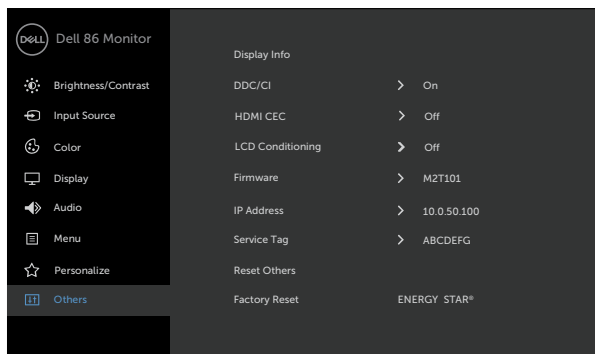 DELL Dell 86 Monitor
Display Info
Brightness/Contrast DDC/CI > On
Input Source HDMI CEC > Off
Color LCD Conditioning > Off
Display Firmware > M2T101
Audio IP Address > 10.0.50.100
Menu Service Tag > ABCDEFG
Personalize Reset Others
Others Factory Reset ENERGY STAR®